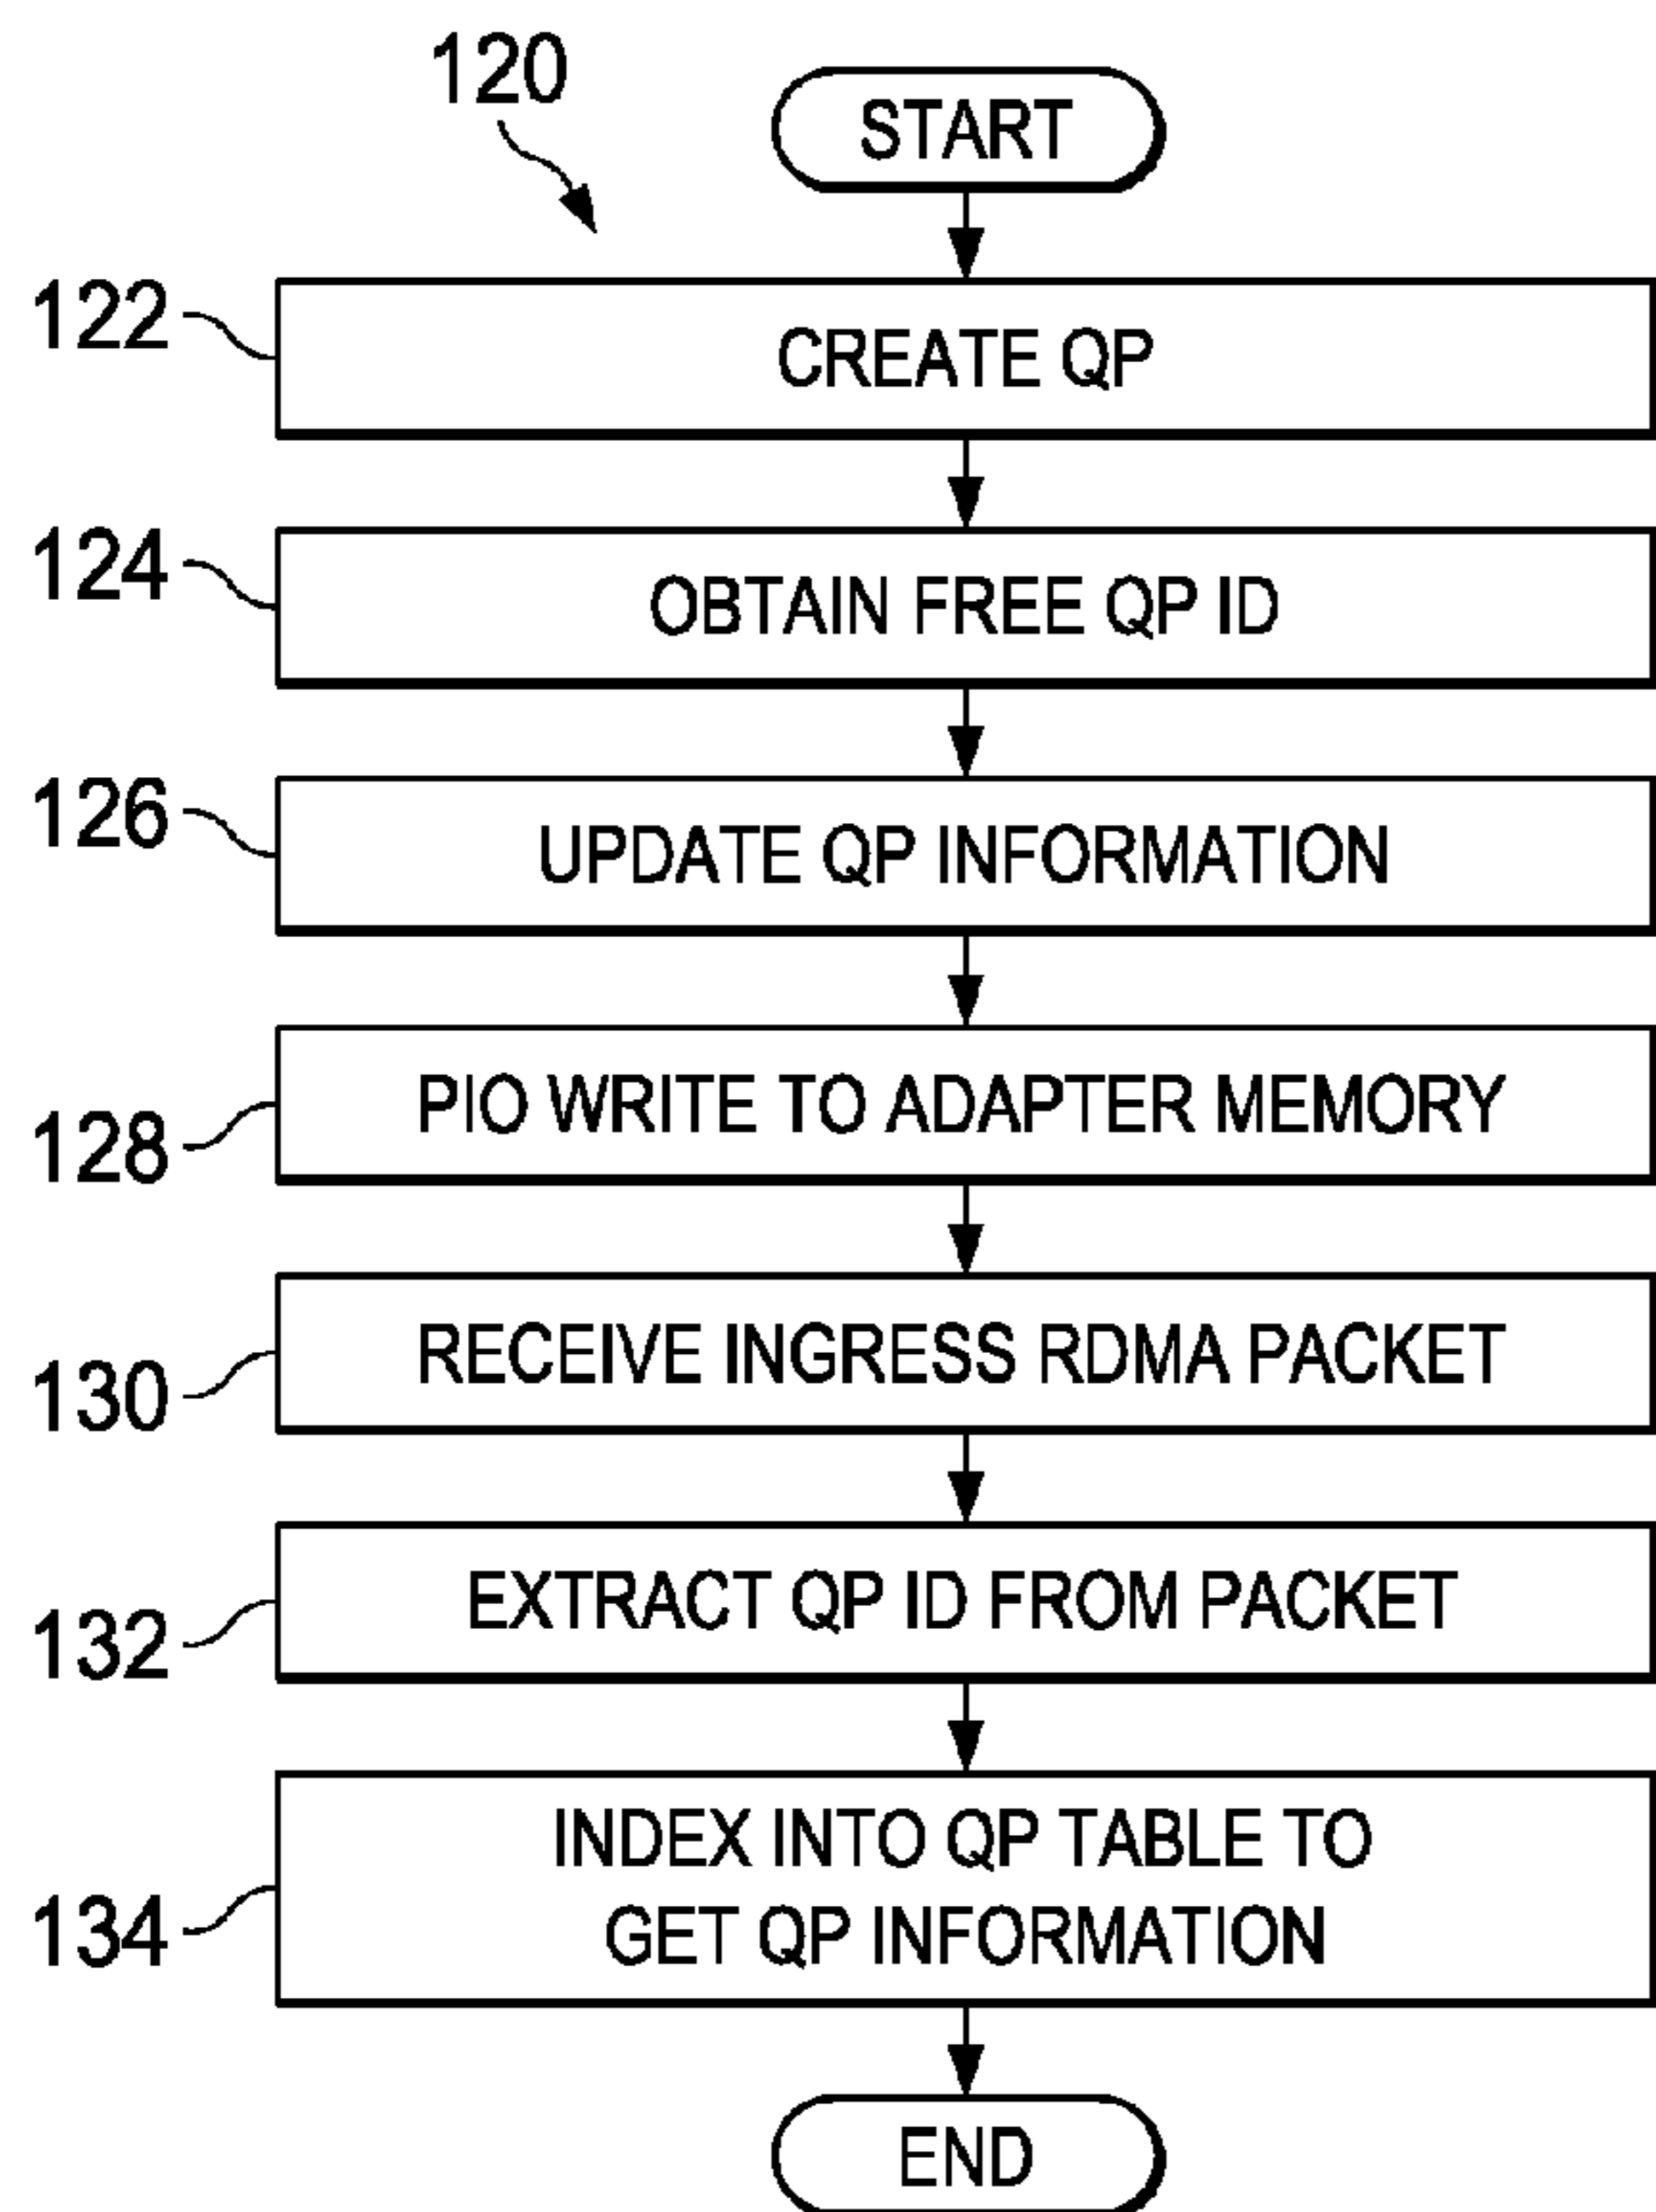 120
START
122
CREATE QP
124
OBTAIN FREE QP ID
126
UPDATE QP INFORMATION
128
PIO WRITE TO ADAPTER MEMORY
130
RECEIVE INGRESS RDMA PACKET
132
EXTRACT QP ID FROM PACKET
134
INDEX INTO QP TABLE TO
GET QP INFORMATION
END